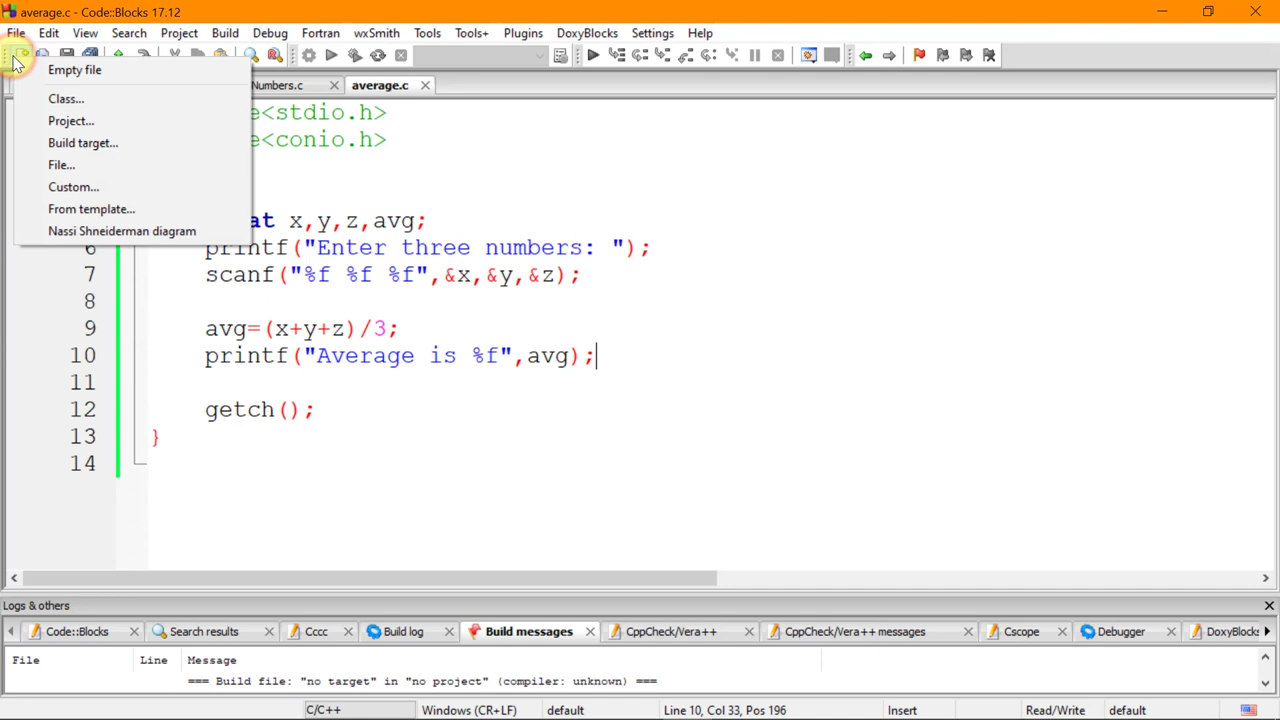 average.c - Code::Blocks 17.12
File Edit View Search Project Build Debug Fortran wxSmith Tools Tools+ Plugins DoxyBlocks Settings Help
Empty file
Class...
Project...
Build target...
File...
Custom...
From template...
Nassi Shneiderman diagram
Numbers.c average.c
e<stdio.h>
e<conio.h>
at x,y,z,avg;
6 printf("Enter three numbers: ");
7 scanf("%f %f %f",&x,&y,&z);
8
9 avg=(x+y+z)/3;
10 printf("Average is %f",avg);
11
12 getch();
13 }
14
Logs & others
Code::Blocks Search results Cccc Build log Build messages CppCheck/Vera++ CppCheck/Vera++ messages Cscope Debugger DoxyBlocks
File Line Message
=== Build file: "no target" in "no project" (compiler: unknown) ===
C/C++ Windows (CR+LF) default Line 10, Col 33, Pos 196 Insert Read/Write default